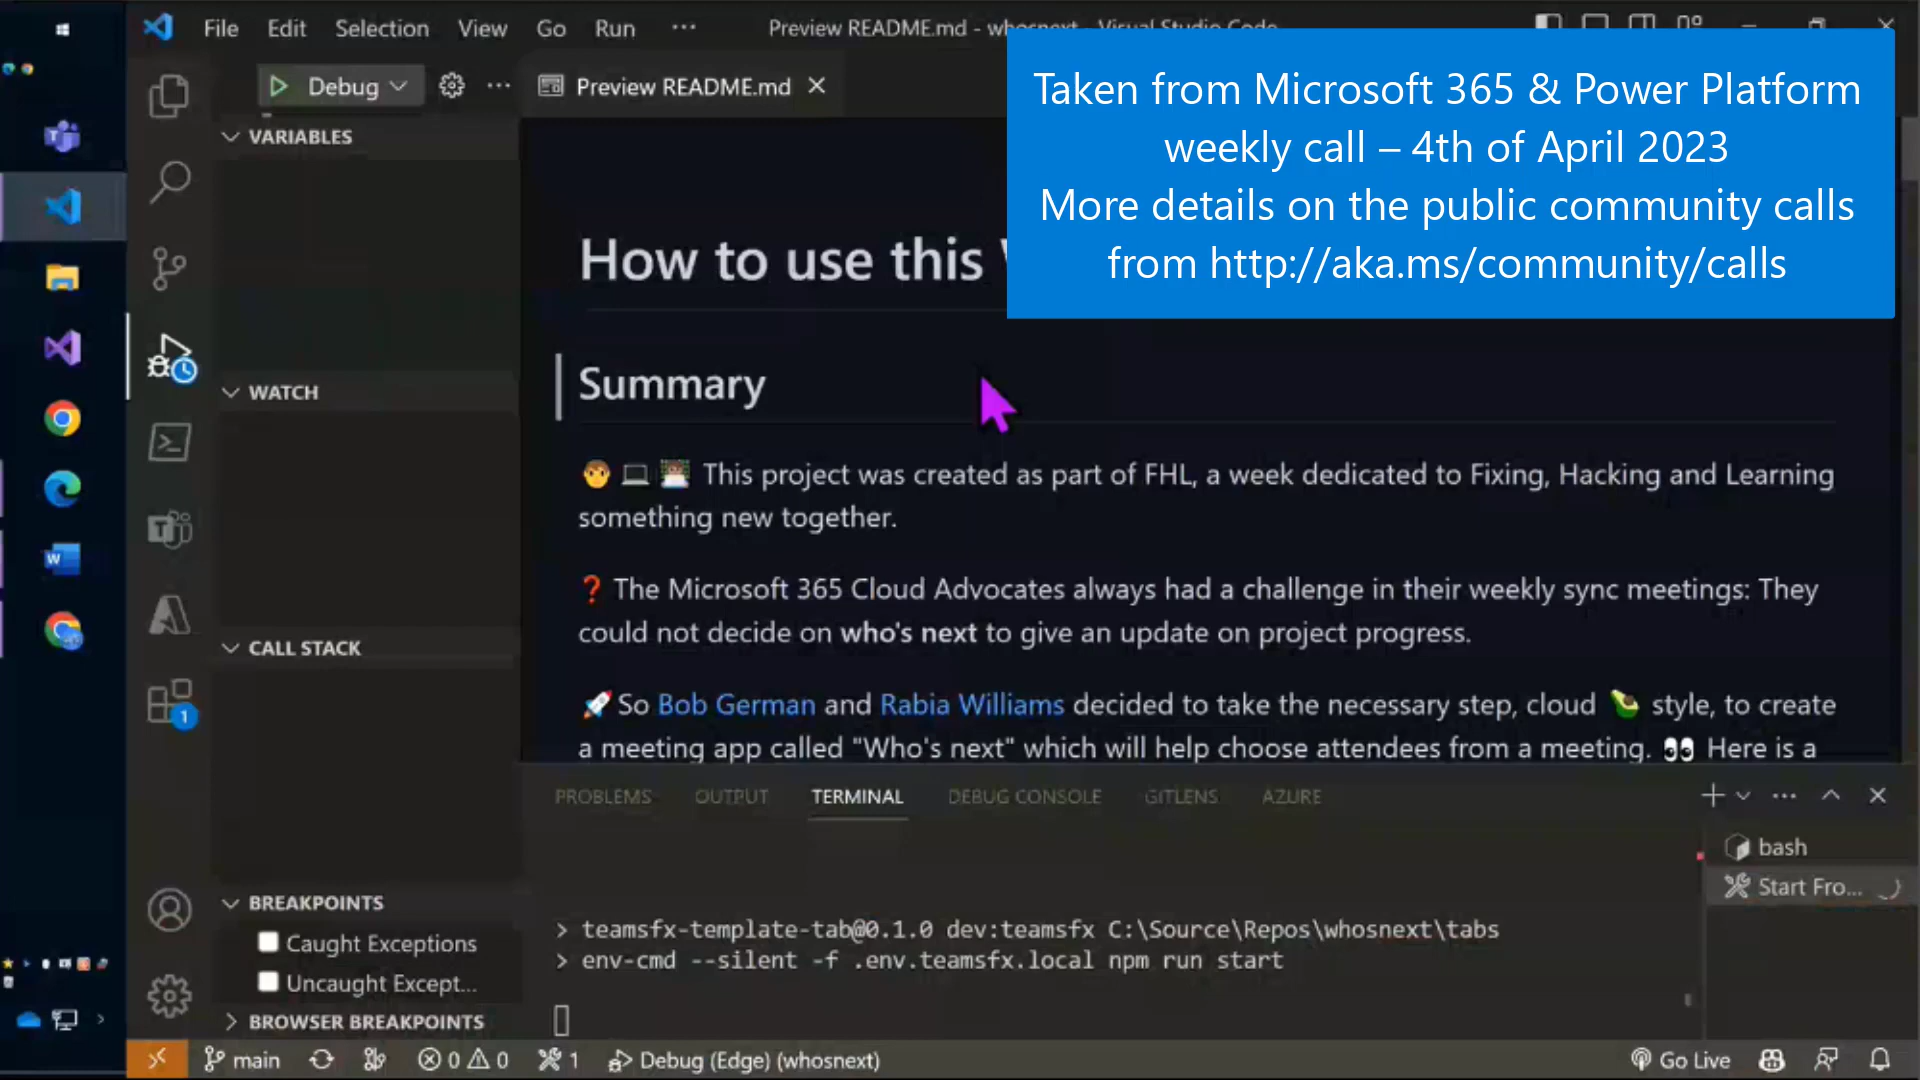 File Edit Selection View Go Run ··· Preview README.md - whosnext - Visual Studio Code
Debug
Preview README.md
Taken from Microsoft 365 & Power Platform
weekly call – 4th of April 2023
More details on the public community calls
from http://aka.ms/community/calls
VARIABLES
How to use this
WATCH
Summary
This project was created as part of FHL, a week dedicated to Fixing, Hacking and Learning
something new together.
❓ The Microsoft 365 Cloud Advocates always had a challenge in their weekly sync meetings: They
could not decide on who's next to give an update on project progress.
CALL STACK
🚀 So Bob German and Rabia Williams decided to take the necessary step, cloud 🥑 style, to create
a meeting app called "Who's next" which will help choose attendees from a meeting. 👀 Here is a
1
PROBLEMS OUTPUT TERMINAL DEBUG CONSOLE GITLENS AZURE
bash
Start Fro...
BREAKPOINTS
Caught Exceptions
Uncaught Except...
BROWSER BREAKPOINTS
> teamsfx-template-tab@0.1.0 dev:teamsfx C:\Source\Repos\whosnext\tabs
> env-cmd --silent -f .env.teamsfx.local npm run start
main 0 0 1 Debug (Edge) (whosnext) Go Live